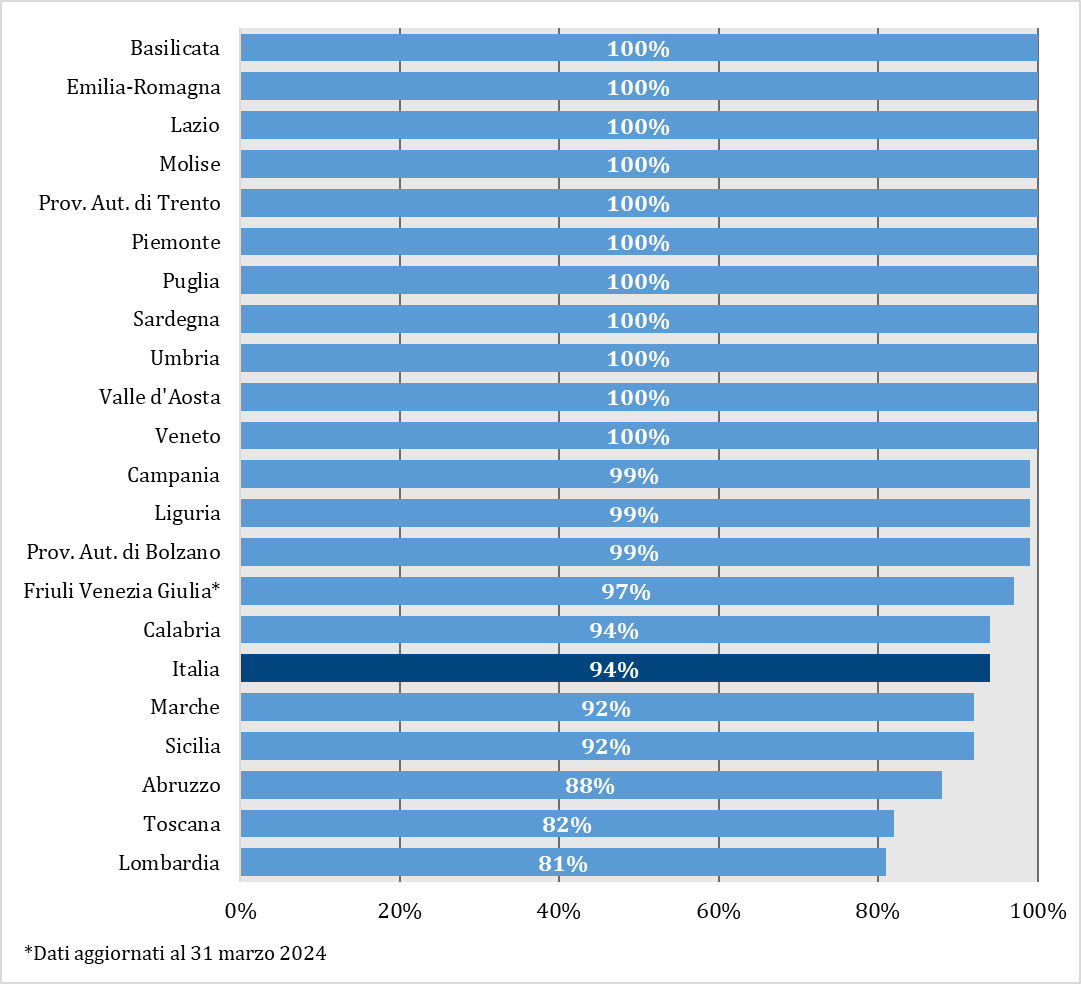 Basilicata 100%
Emilia-Romagna 100%
Lazio 100%
Molise 100%
Prov. Aut. di Trento 100%
Piemonte 100%
Puglia 100%
Sardegna 100%
Umbria 100%
Valle d'Aosta 100%
Veneto 100%
Campania 99%
Liguria 99%
Prov. Aut. di Bolzano 99%
Friuli Venezia Giulia* 97%
Calabria 94%
Italia 94%
Marche 92%
Sicilia 92%
Abruzzo 88%
Toscana 82%
Lombardia 81%
0% 20% 40% 60% 80% 100%
*Dati aggiornati al 31 marzo 2024